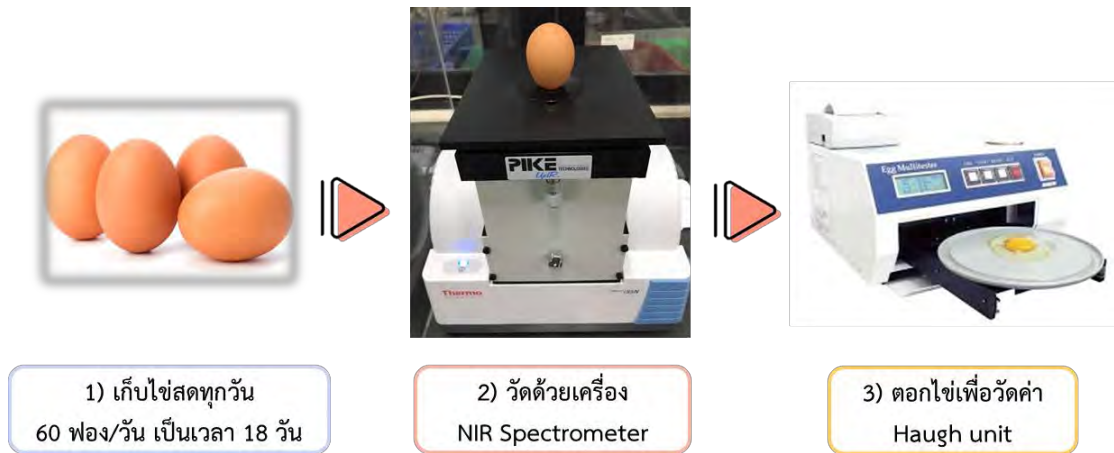 PIKE
TECHNOLOGIES
Thermo
Egg Multitester
1) เก็บไข่สดทุกวัน
60 ฟอง/วัน เป็นเวลา 18 วัน
2) วัดด้วยเครื่อง
NIR Spectrometer
3) ตอกไข่เพื่อวัดค่า
Haugh unit